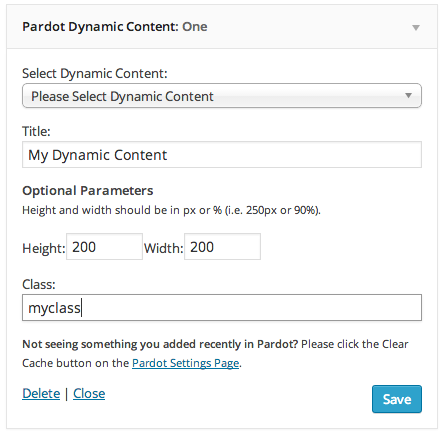 Pardot Dynamic Content: One
Select Dynamic Content:
Please Select Dynamic Content
Title:
My Dynamic Content
Optional Parameters
Height and width should be in px or % (i.e. 250px or 90%).
Height: 200 Width: 200
Class:
myclass
Not seeing something you added recently in Pardot? Please click the Clear
Cache button on the Pardot Settings Page.
Delete | Close
Save